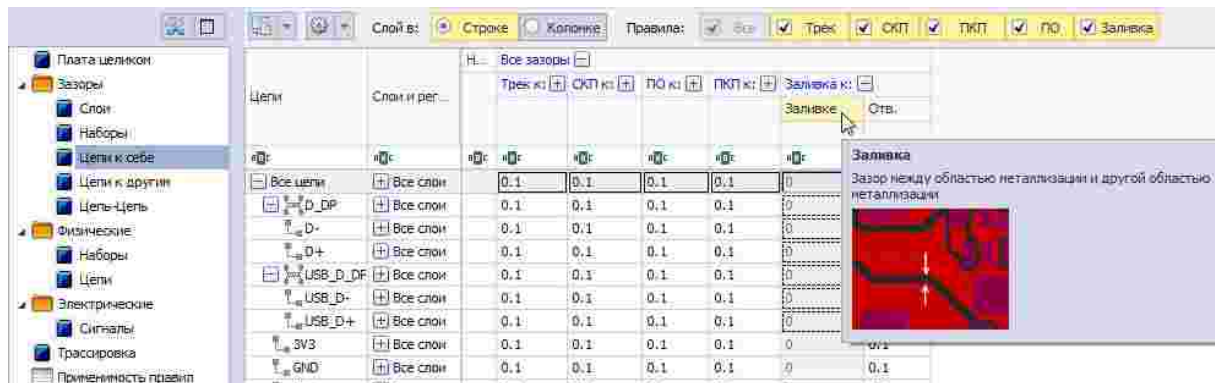 Слой в: Строке Колонке Правила: Все Трек СКП ПКП ПО Заливка
Плата целиком
Зазоры
Слои
Наборы
Цепи к себе
Цепи к другим
Цепь-Цепь
Физические
Наборы
Цепи
Электрические
Сигналы
Трассировка
Применимость правил
Цепи Слои и рег... Н... Все зазоры
Трек к: СКП к: ПО к: ПКП к: Заливка к:
Заливке Отв.
Все цепи Все слои 0.1 0.1 0.1 0.1 0
D_DP Все слои 0.1 0.1 0.1 0.1 0
D- Все слои 0.1 0.1 0.1 0.1 0
D+ Все слои 0.1 0.1 0.1 0.1 0
USB_D_DP Все слои 0.1 0.1 0.1 0.1 0
USB_D- Все слои 0.1 0.1 0.1 0.1 0
USB_D+ Все слои 0.1 0.1 0.1 0.1 0
3V3 Все слои 0.1 0.1 0.1 0.1 0 0.1
GND Все слои 0.1 0.1 0.1 0.1 0 0.1
Заливка
Зазор между областью металлизации и другой областью
металлизации